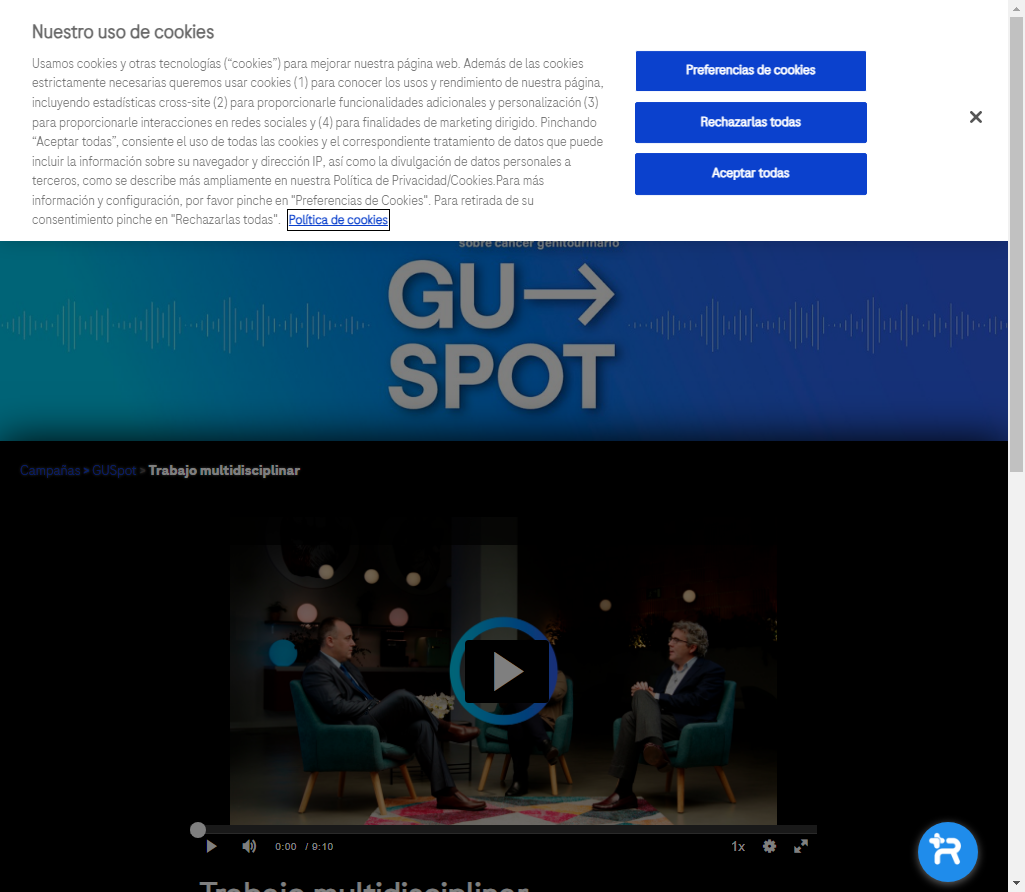 Nuestro uso de cookies
Usamos cookies y otras tecnologías (“cookies”) para mejorar nuestra página web. Además de las cookies
estrictamente necesarias queremos usar cookies (1) para conocer los usos y rendimiento de nuestra página,
incluyendo estadísticas cross-site (2) para proporcionarle funcionalidades adicionales y personalización (3)
para proporcionarle interacciones en redes sociales y (4) para finalidades de marketing dirigido. Pinchando
“Aceptar todas”, consiente el uso de todas las cookies y el correspondiente tratamiento de datos que puede
incluir la información sobre su navegador y dirección IP, así como la divulgación de datos personales a
terceros, como se describe más ampliamente en nuestra Política de Privacidad/Cookies.Para más
información y configuración, por favor pinche en "Preferencias de Cookies". Para retirada de su
consentimiento pinche en "Rechazarlas todas". Política de cookies
Preferencias de cookies
Rechazarlas todas
Aceptar todas
sobre cáncer genitourinario
GU
SPOT
Campañas » GUSpot » Trabajo multidisciplinar
0:00 / 9:10
1x
Trabajo multidisciplinar